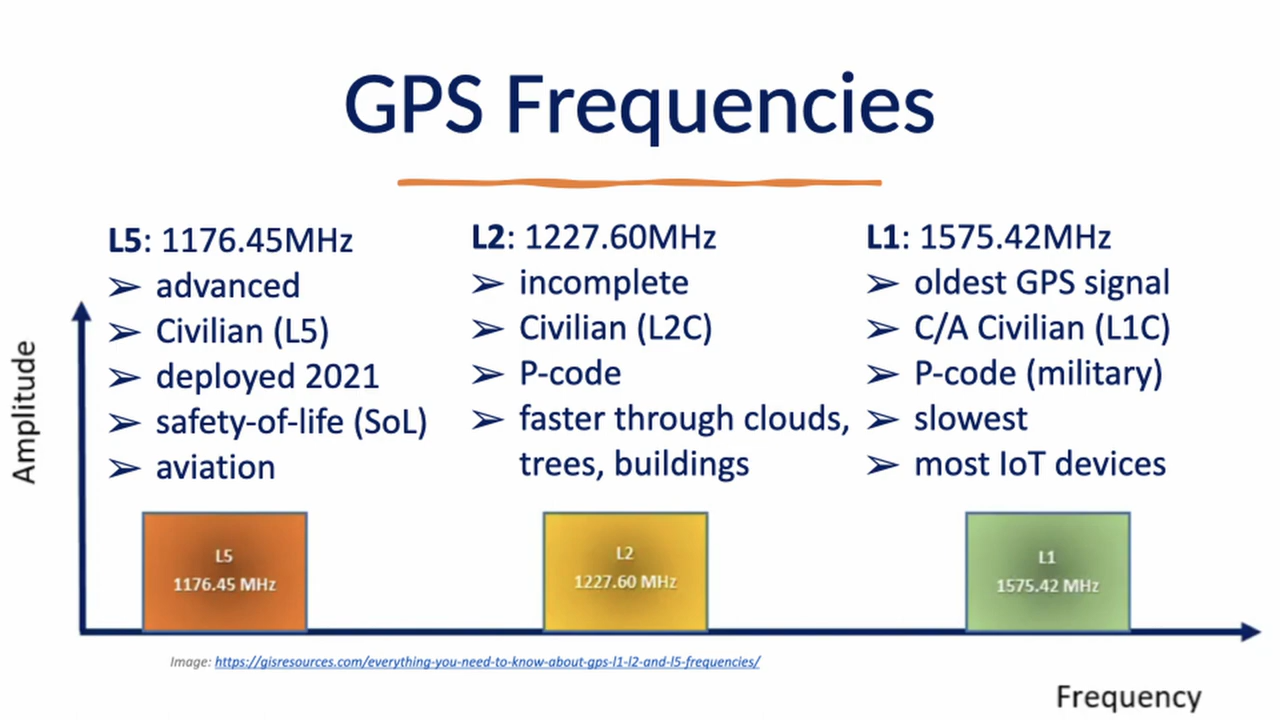 GPS Frequencies
L5: 1176.45MHz
➢ advanced
➢ Civilian (L5)
➢ deployed 2021
➢ safety-of-life (SoL)
➢ aviation
L2: 1227.60MHz
➢ incomplete
➢ Civilian (L2C)
➢ P-code
➢ faster through clouds,
trees, buildings
L1: 1575.42MHz
➢ oldest GPS signal
➢ C/A Civilian (L1C)
➢ P-code (military)
➢ slowest
➢ most IoT devices
Amplitude
L5
1176.45 MHz
L2
1227.60 MHz
L1
1575.42 MHz
Image: https://gisresources.com/everything-you-need-to-know-about-gps-l1-l2-and-l5-frequencies/
Frequency